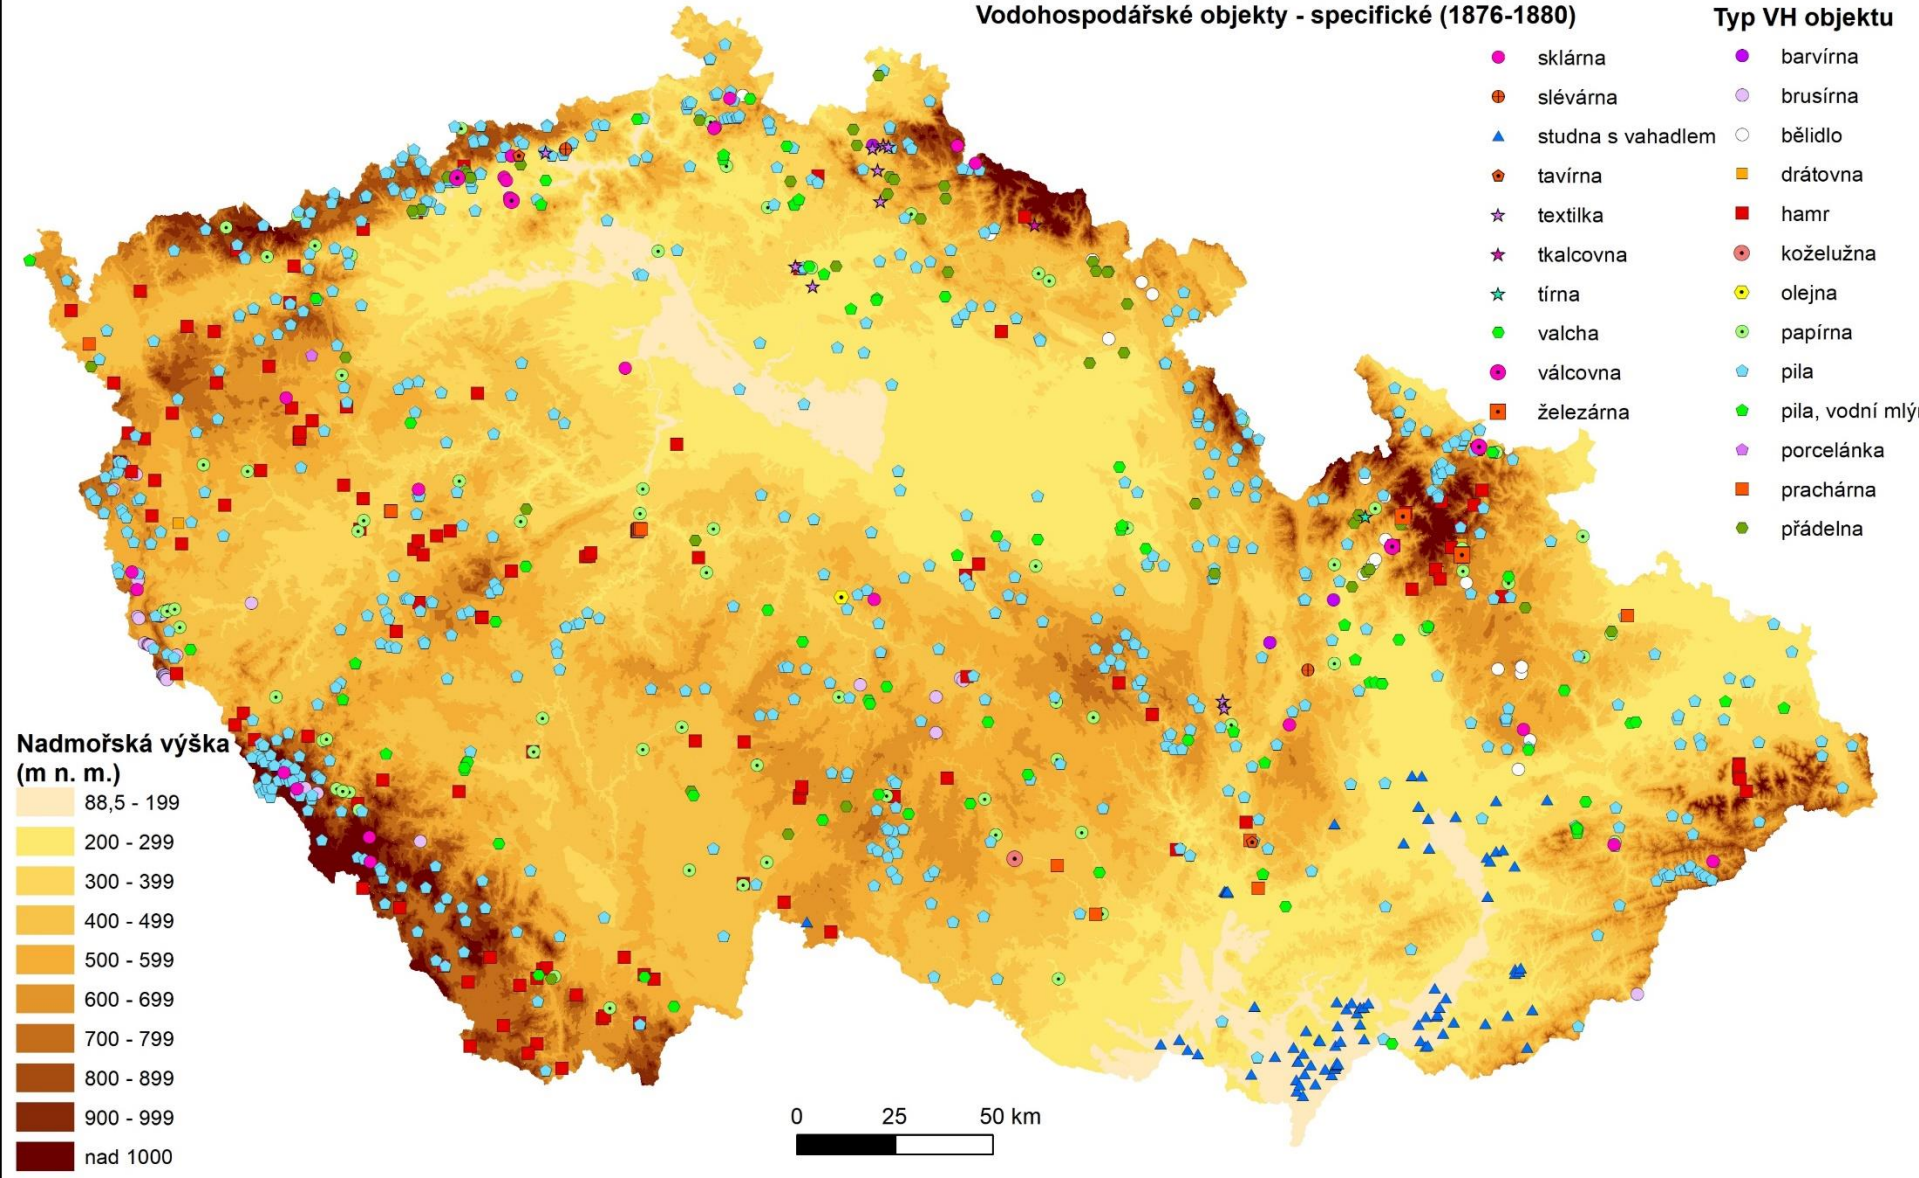 Vodohospodářské objekty - specifické (1876-1880)
Typ VH objektu
sklárna
slévárna
studna s vahadlem
tavírna
textilka
tkalcovna
tírna
valcha
válcovna
železárna
barvírna
brusírna
bělidlo
drátovna
hamr
koželužna
olejna
papírna
pila
pila, vodní mlýn
porcelánka
prachárna
přádelna
Nadmořská výška
(m n. m.)
88,5 - 199
200 - 299
300 - 399
400 - 499
500 - 599
600 - 699
700 - 799
800 - 899
900 - 999
nad 1000
0 25 50 km